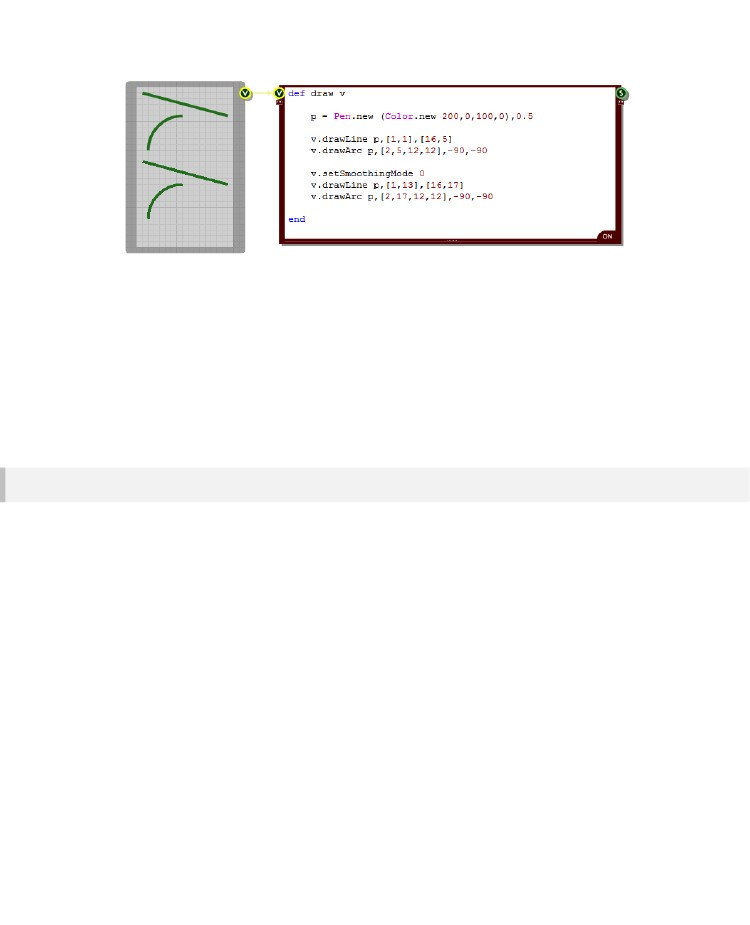 V V def draw v S
p = Pen.new (Color.new 200,0,100,0),0.5
v.drawLine p,[1,1],[16,5]
v.drawArc p,[2,5,12,12],-90,-90
v.setSmoothingMode 0
v.drawLine p,[1,13],[16,17]
v.drawArc p,[2,17,12,12],-90,-90
end
ON